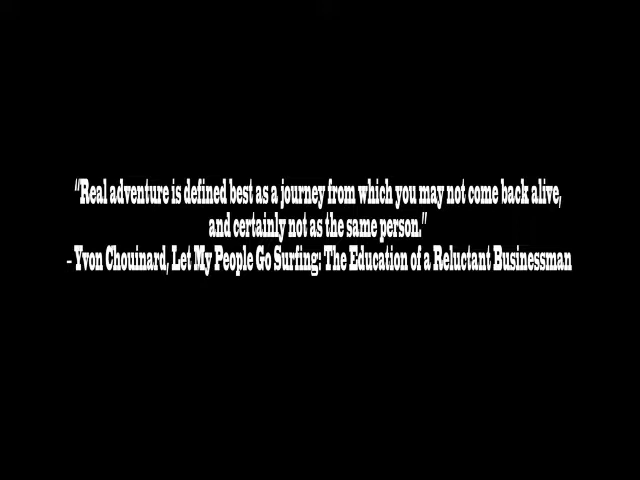 “Real adventure is defined best as a journey from which you may not come back alive,
and certainly not as the same person.”
- Yvon Chouinard, Let My People Go Surfing: The Education of a Reluctant Businessman